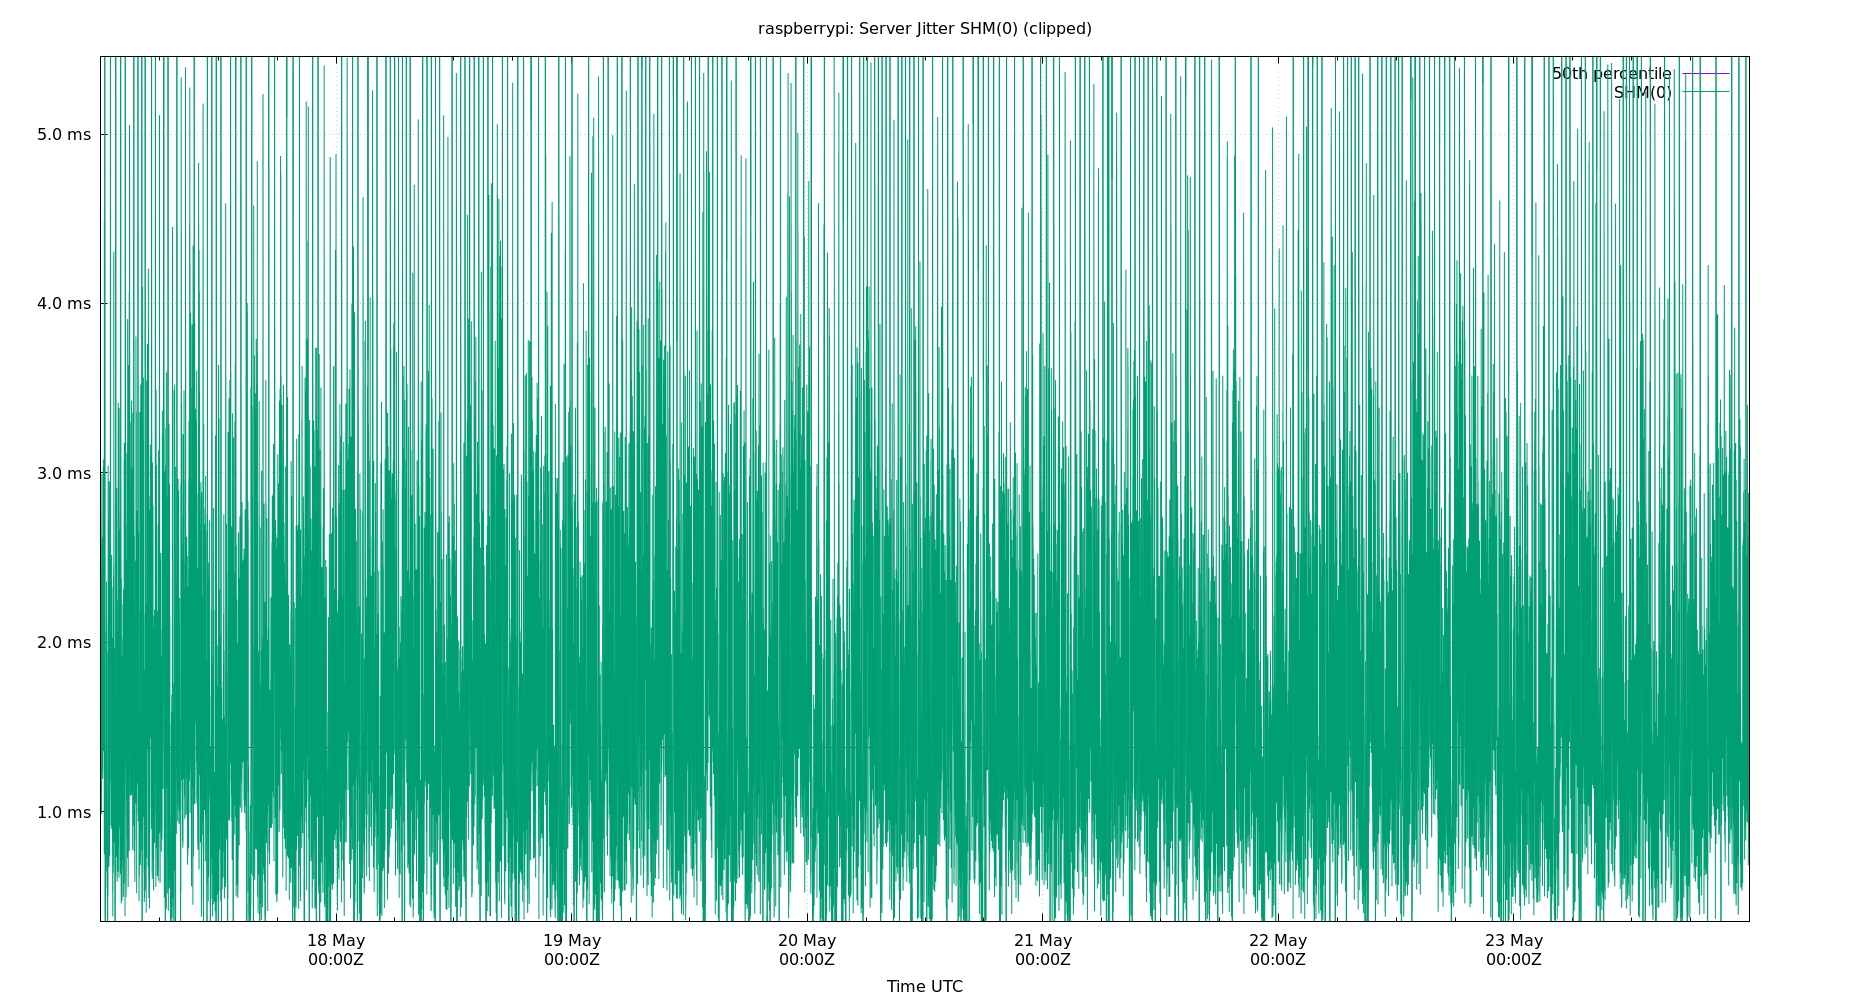 raspberrypi: Server Jitter SHM(0) (clipped)
50th percentile
SHM(0)
5.0 ms
4.0 ms
3.0 ms
2.0 ms
1.0 ms
18 May 19 May 20 May 21 May 22 May 23 May
00:00Z 00:00Z 00:00Z 00:00Z 00:00Z 00:00Z
Time UTC